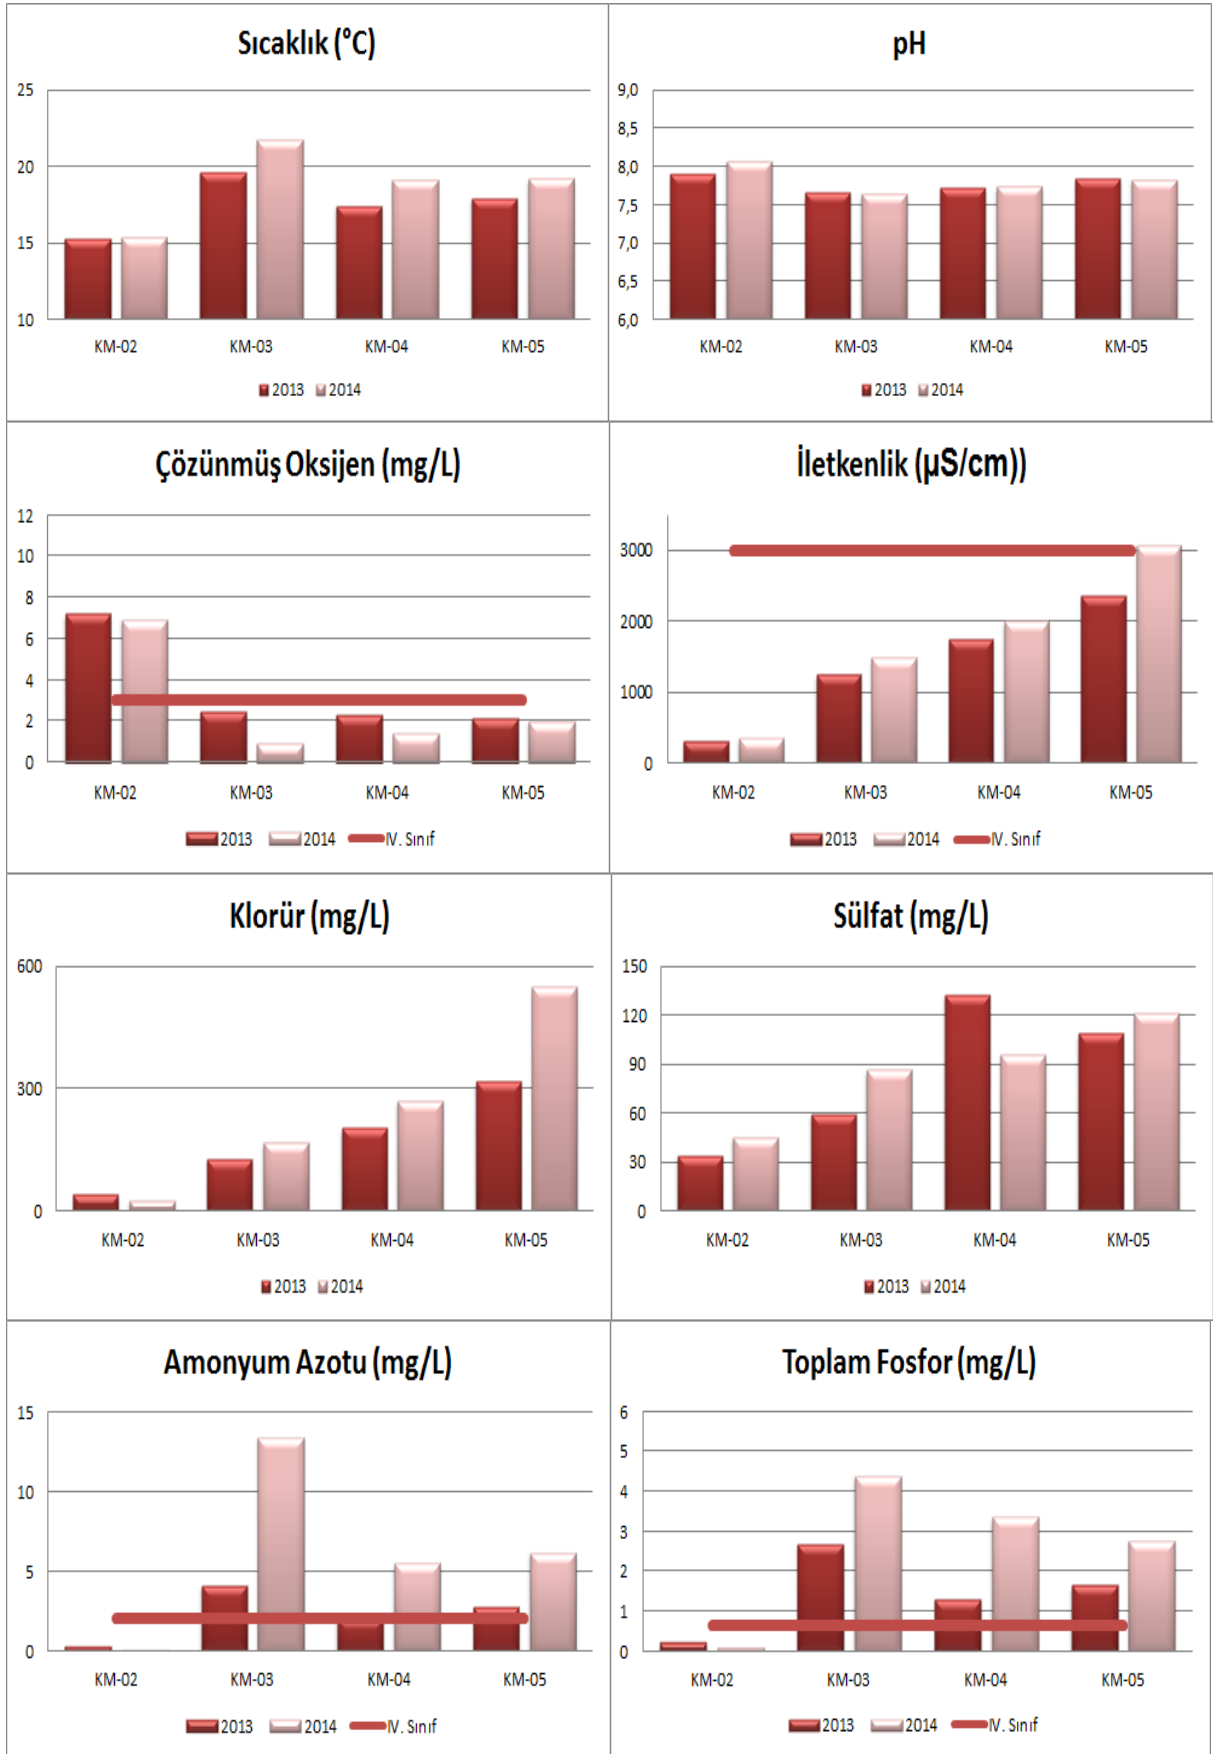 Sıcaklık (°C)
25
20
15
10
KM-02 KM-03 KM-04 KM-05
2013 2014
pH
9,0
8,5
8,0
7,5
7,0
6,5
6,0
KM-02 KM-03 KM-04 KM-05
2013 2014
Çözünmüş Oksijen (mg/L)
12
10
8
6
4
2
0
KM-02 KM-03 KM-04 KM-05
2013 2014 IV. Sınıf
İletkenlik (µS/cm))
3000
2000
1000
0
KM-02 KM-03 KM-04 KM-05
2013 2014 IV. Sınıf
Klorür (mg/L)
600
300
0
KM-02 KM-03 KM-04 KM-05
2013 2014
Sülfat (mg/L)
150
120
90
60
30
0
KM-02 KM-03 KM-04 KM-05
2013 2014
Amonyum Azotu (mg/L)
15
10
5
0
KM-02 KM-03 KM-04 KM-05
2013 2014 IV. Sınıf
Toplam Fosfor (mg/L)
6
5
4
3
2
1
0
KM-02 KM-03 KM-04 KM-05
2013 2014 IV. Sınıf